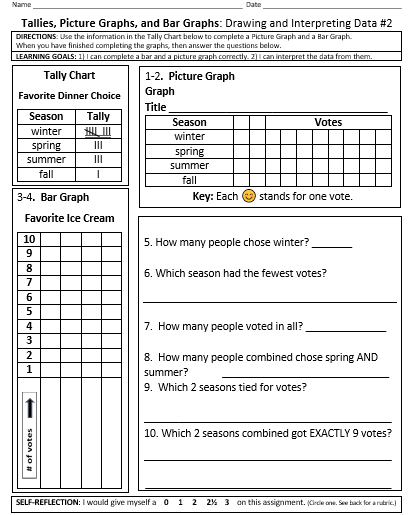 Name Date
Tallies, Picture Graphs, and Bar Graphs: Drawing and Interpreting Data #2
DIRECTIONS: Use the information in the Tally Chart below to complete a Picture Graph and a Bar Graph.
When you have finished completing the graphs, then answer the questions below.
LEARNING GOALS: 1) I can complete a bar and a picture graph correctly. 2) I can interpret the data from them.
Tally Chart
Favorite Dinner Choice
Season Tally
winter
spring
summer
fall
1-2. Picture Graph
Graph
Title
Season Votes
winter
spring
summer
fall
Key: Each 🙂 stands for one vote.
3-4. Bar Graph
Favorite Ice Cream
10
9
8
7
6
5
4
3
2
1
# of votes
5. How many people chose winter?
6. Which season had the fewest votes?
7. How many people voted in all?
8. How many people combined chose spring AND
summer?
9. Which 2 seasons tied for votes?
10. Which 2 seasons combined got EXACTLY 9 votes?
SELF-REFLECTION: I would give myself a 0 1 2 2½ 3 on this assignment. (Circle one. See back for a rubric.)